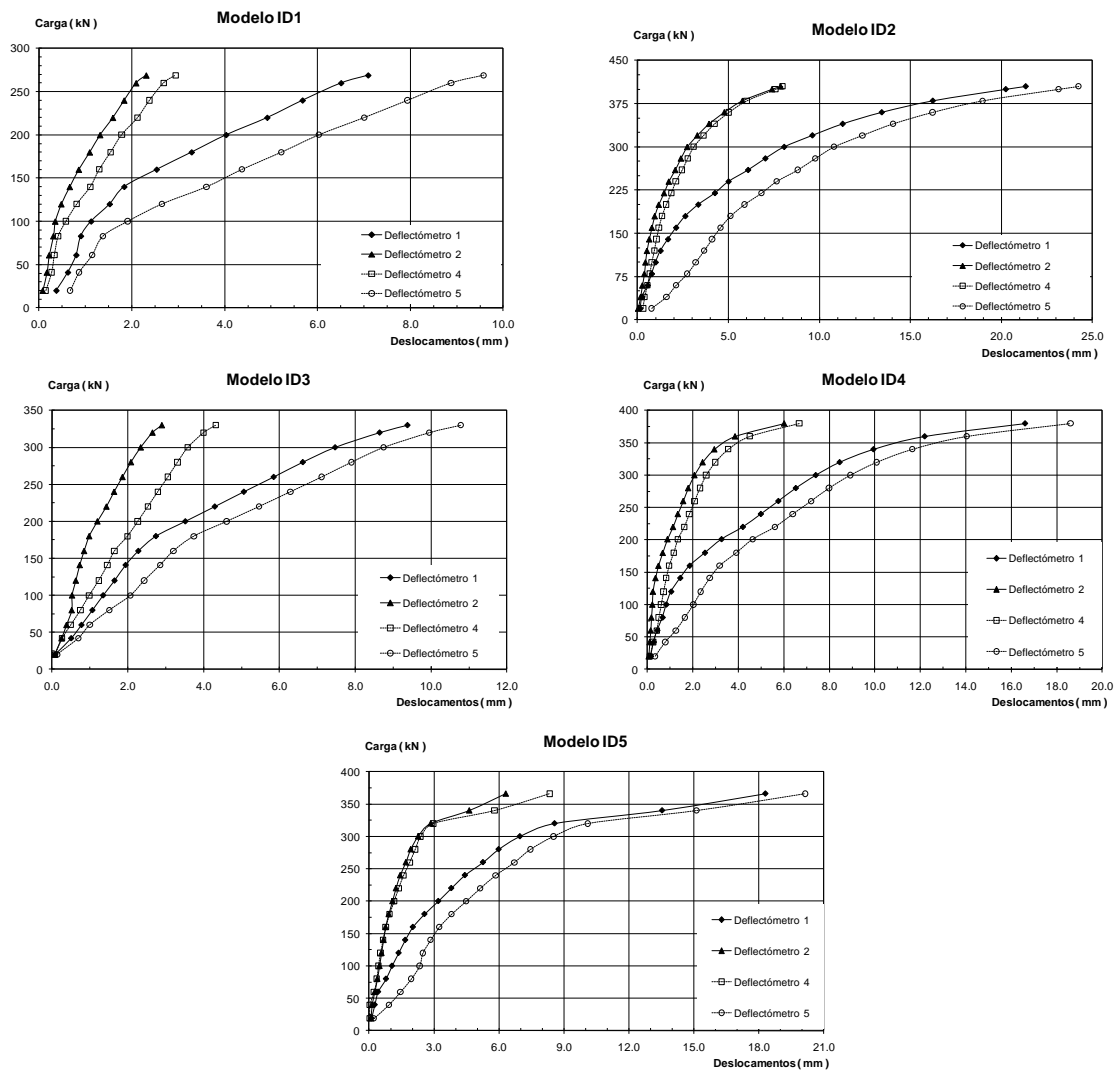 Modelo ID1
Carga ( kN )
300
250
200
150
100
50
0
0.0 2.0 4.0 6.0 8.0 10.0
Deslocamentos ( mm )
Deflectómetro 1
Deflectómetro 2
Deflectómetro 4
Deflectómetro 5
Modelo ID2
Carga ( kN )
450
375
300
225
150
75
0
0.0 5.0 10.0 15.0 20.0 25.0
Deslocamentos ( mm )
Deflectómetro 1
Deflectómetro 2
Deflectómetro 4
Deflectómetro 5
Modelo ID3
Carga ( kN )
350
300
250
200
150
100
50
0
0.0 2.0 4.0 6.0 8.0 10.0 12.0
Deslocamentos ( mm )
Deflectómetro 1
Deflectómetro 2
Deflectómetro 4
Deflectómetro 5
Modelo ID4
Carga ( kN )
400
350
300
250
200
150
100
50
0
0.0 2.0 4.0 6.0 8.0 10.0 12.0 14.0 16.0 18.0 20.0
Deslocamentos ( mm )
Deflectómetro 1
Deflectómetro 2
Deflectómetro 4
Deflectómetro 5
Modelo ID5
Carga ( kN )
400
350
300
250
200
150
100
50
0
0.0 3.0 6.0 9.0 12.0 15.0 18.0 21.0
Deslocamentos ( mm )
Deflectómetro 1
Deflectómetro 2
Deflectómetro 4
Deflectómetro 5